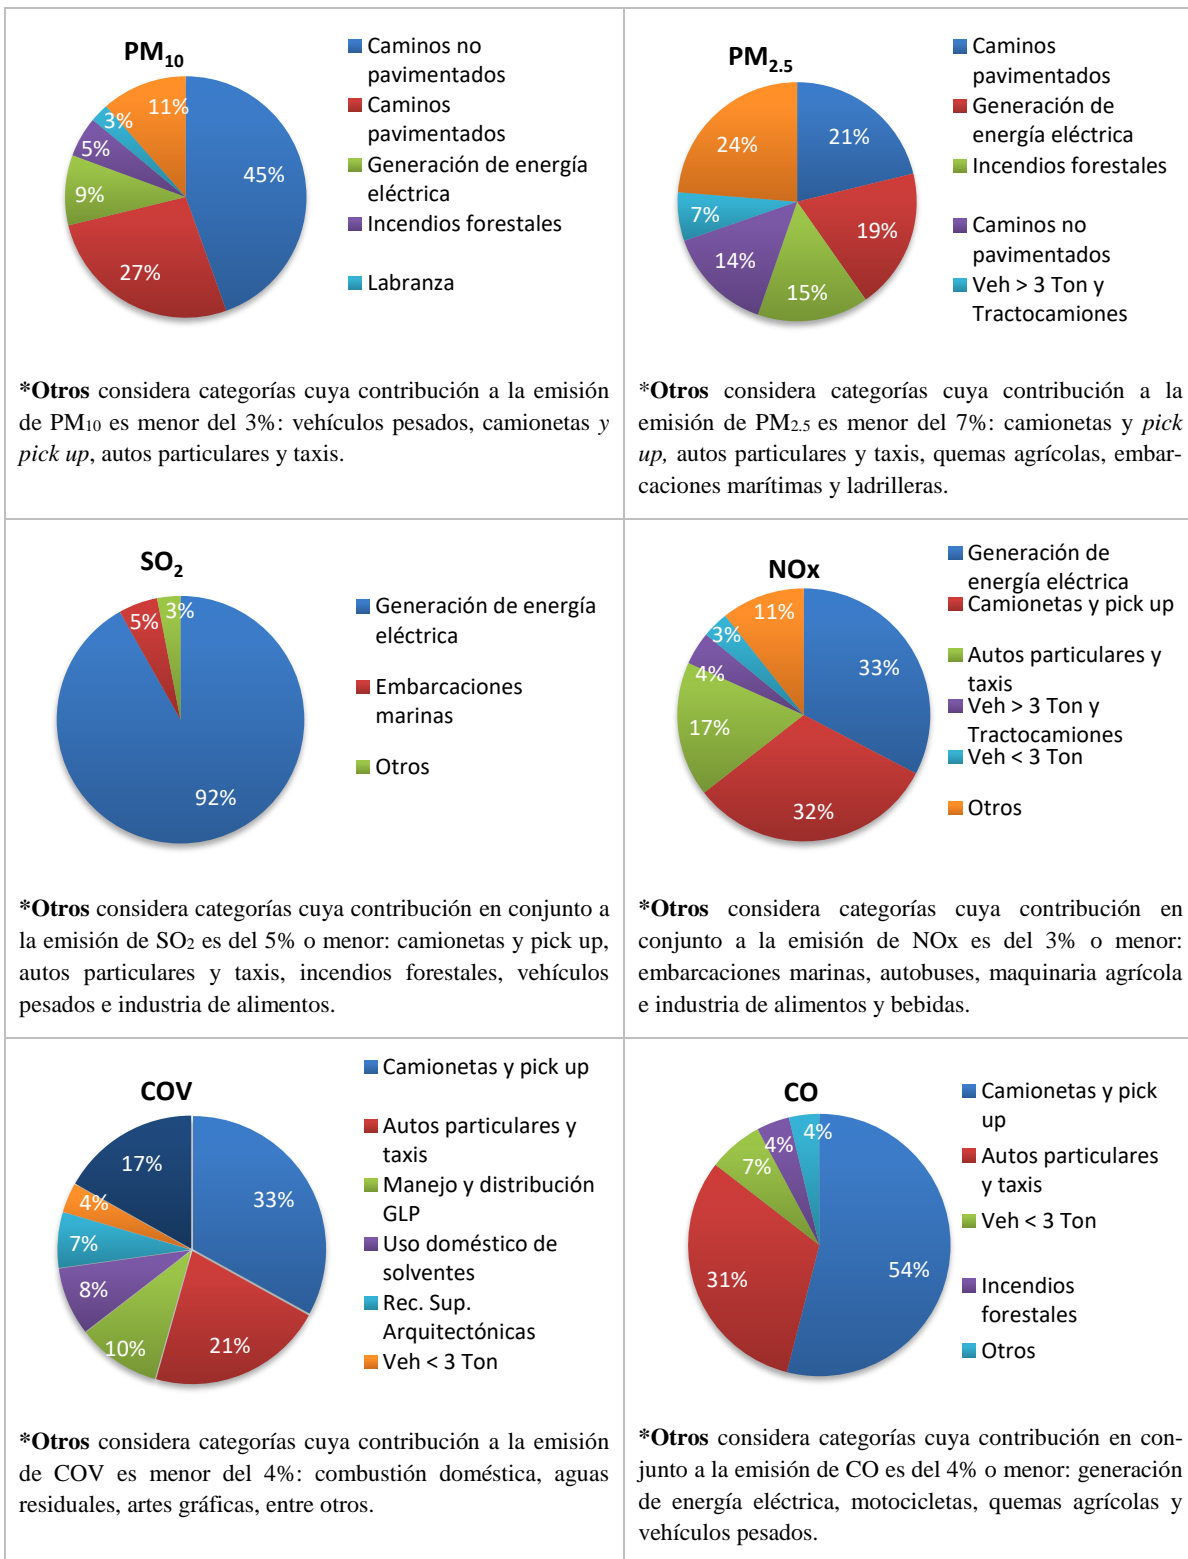 PM10
11%
3%
5%
9%
45%
27%
Caminos no
pavimentados
Caminos
pavimentados
Generación de energía
eléctrica
Incendios forestales
Labranza
*Otros considera categorías cuya contribución a la emisión
de PM10 es menor del 3%: vehículos pesados, camionetas y
pick up, autos particulares y taxis.
PM2.5
24%
21%
7%
19%
14%
15%
Caminos
pavimentados
Generación de
energía eléctrica
Incendios forestales
Caminos no
pavimentados
Veh > 3 Ton y
Tractocamiones
*Otros considera categorías cuya contribución a la
emisión de PM2.5 es menor del 7%: camionetas y pick
up, autos particulares y taxis, quemas agrícolas, embar-
caciones marítimas y ladrilleras.
SO2
5%
3%
92%
Generación de energía
eléctrica
Embarcaciones
marinas
Otros
*Otros considera categorías cuya contribución en conjunto a
la emisión de SO2 es del 5% o menor: camionetas y pick up,
autos particulares y taxis, incendios forestales, vehículos
pesados e industria de alimentos.
NOx
11%
3%
4%
33%
17%
32%
Generación de
energía eléctrica
Camionetas y pick up
Autos particulares y
taxis
Veh > 3 Ton y
Tractocamiones
Veh < 3 Ton
Otros
*Otros considera categorías cuya contribución en
conjunto a la emisión de NOx es del 3% o menor:
embarcaciones marinas, autobuses, maquinaria agrícola
e industria de alimentos y bebidas.
COV
17%
4%
33%
7%
8%
10%
21%
Camionetas y pick up
Autos particulares y
taxis
Manejo y distribución
GLP
Uso doméstico de
solventes
Rec. Sup.
Arquitectónicas
Veh < 3 Ton
*Otros considera categorías cuya contribución a la emisión
de COV es menor del 4%: combustión doméstica, aguas
residuales, artes gráficas, entre otros.
CO
4%
4%
7%
31%
54%
Camionetas y pick
up
Autos particulares
y taxis
Veh < 3 Ton
Incendios
forestales
Otros
*Otros considera categorías cuya contribución en con-
junto a la emisión de CO es del 4% o menor: generación
de energía eléctrica, motocicletas, quemas agrícolas y
vehículos pesados.